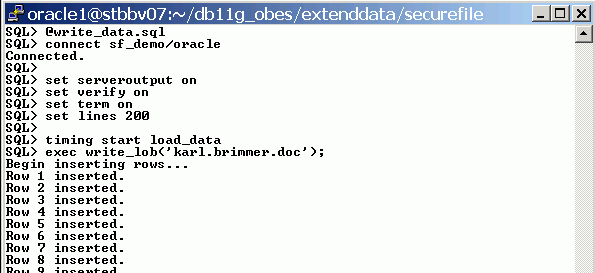 oracle1@stbbv07:~/db11g_obes/extenddata/securefile
SQL> @write_data.sql
SQL> connect sf_demo/oracle
Connected.
SQL>
SQL> set serveroutput on
SQL> set verify on
SQL> set term on
SQL> set lines 200
SQL>
SQL> timing start load_data
SQL> exec write_lob('karl.brimmer.doc');
Begin inserting rows...
Row 1 inserted.
Row 2 inserted.
Row 3 inserted.
Row 4 inserted.
Row 5 inserted.
Row 6 inserted.
Row 7 inserted.
Row 8 inserted.
Row 9 inserted.